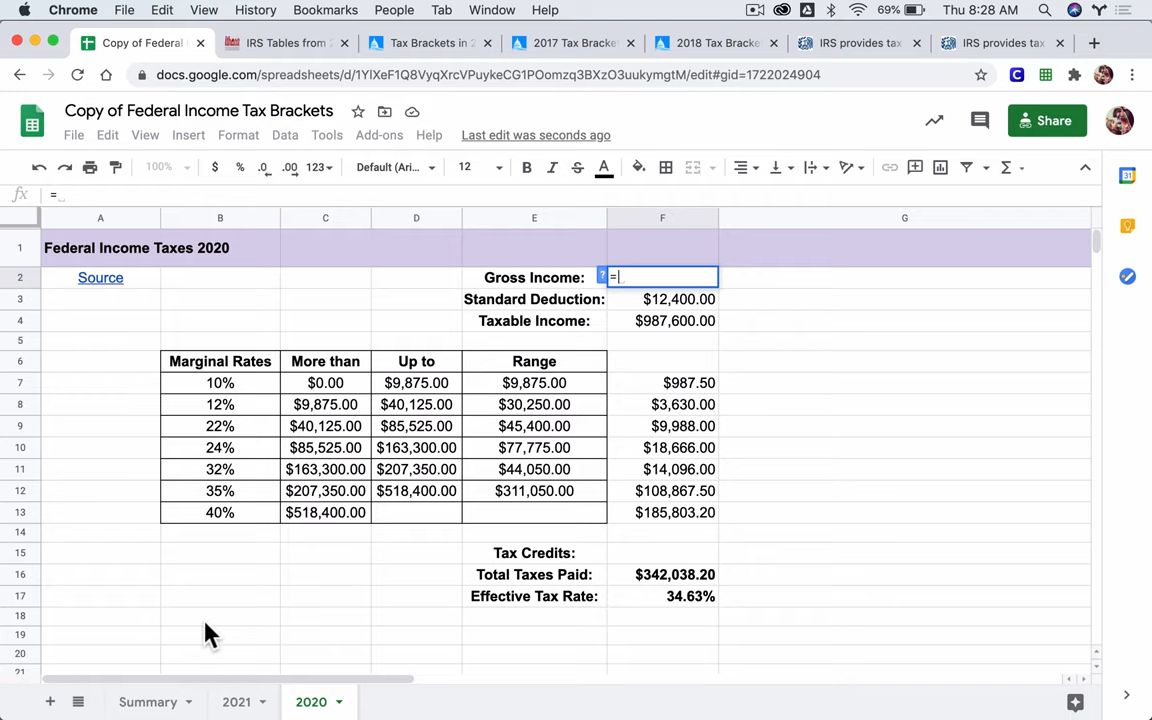 Chrome File Edit View History Bookmarks People Tab Window Help 69% Thu 8:28 AM
Copy of Federal IRS Tables from 2 Tax Brackets in 2 2017 Tax Bracke 2018 Tax Bracke IRS provides tax IRS provides tax
docs.google.com/spreadsheets/d/1YlXeF1Q8VyqXrcVPuykeCG1POomzq3BXzO3uukymgtM/edit#gid=1722024904
Copy of Federal Income Tax Brackets
Share
File Edit View Insert Format Data Tools Add-ons Help Last edit was seconds ago
100% $ % .0 .00 123 Default (Ari... 12 B I S A
fx =
A B C D E F G
1 Federal Income Taxes 2020
2 Source Gross Income: ? =
3 Standard Deduction: $12,400.00
4 Taxable Income: $987,600.00
5
6 Marginal Rates More than Up to Range
7 10% $0.00 $9,875.00 $9,875.00 $987.50
8 12% $9,875.00 $40,125.00 $30,250.00 $3,630.00
9 22% $40,125.00 $85,525.00 $45,400.00 $9,988.00
10 24% $85,525.00 $163,300.00 $77,775.00 $18,666.00
11 32% $163,300.00 $207,350.00 $44,050.00 $14,096.00
12 35% $207,350.00 $518,400.00 $311,050.00 $108,867.50
13 40% $518,400.00 $185,803.20
14
15 Tax Credits:
16 Total Taxes Paid: $342,038.20
17 Effective Tax Rate: 34.63%
18
19
20
21
Summary 2021 2020